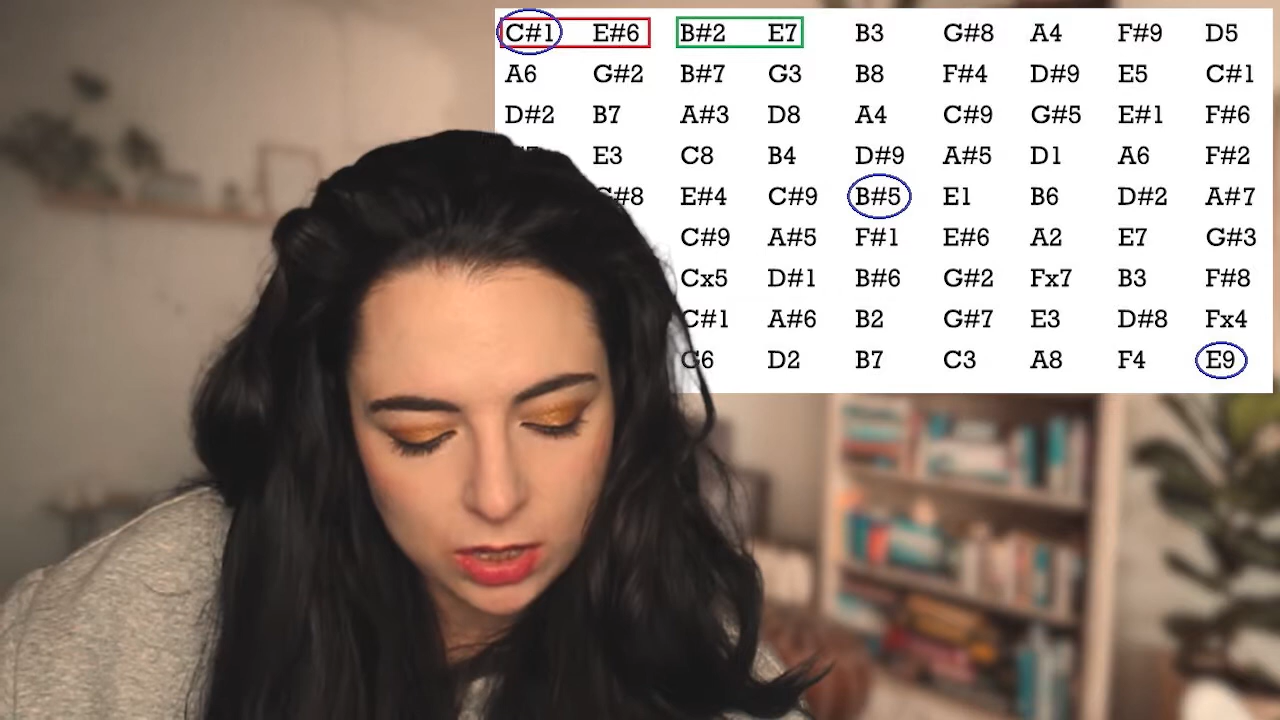 C#1 E#6 B#2 E7 B3 G#8 A4 F#9 D5
A6 G#2 B#7 G3 B8 F#4 D#9 E5 C#1
D#2 B7 A#3 D8 A4 C#9 G#5 E#1 F#6
E3 C8 B4 D#9 A#5 D1 A6 F#2
E#4 C#9 B#5 E1 B6 D#2 A#7
C#9 A#5 F#1 E#6 A2 E7 G#3
Cx5 D#1 B#6 G#2 Fx7 B3 F#8
C#1 A#6 B2 G#7 E3 D#8 Fx4
D2 B7 C3 A8 F4 E9